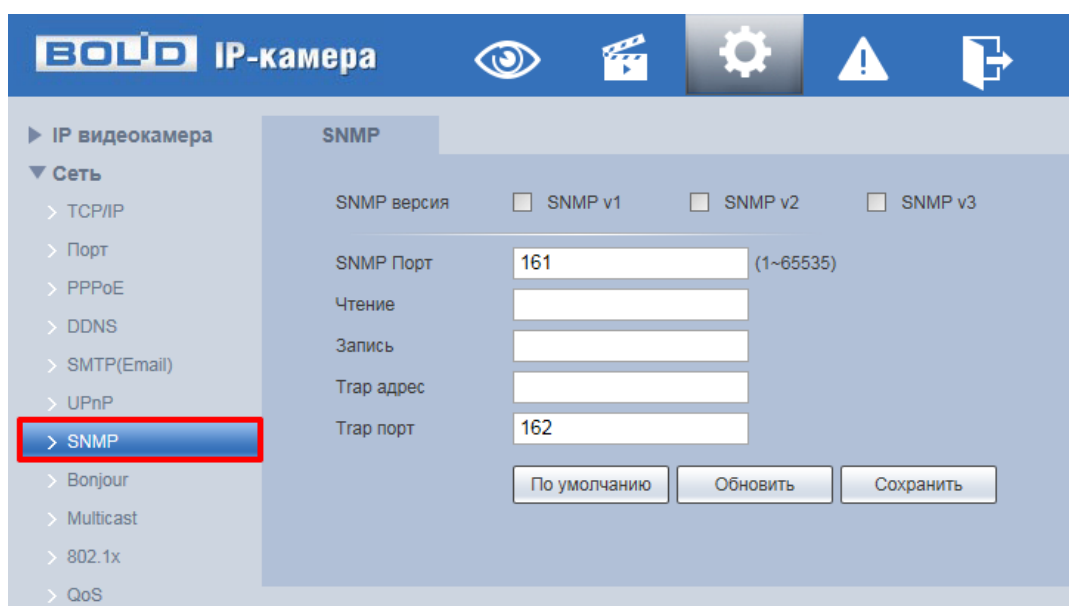 BOLID IP-камера
IP видеокамера
Сеть
TCP/IP
Порт
PPPoE
DDNS
SMTP(Email)
UPnP
SNMP
Bonjour
Multicast
802.1x
QoS
SNMP
SNMP версия SNMP v1 SNMP v2 SNMP v3
SNMP Порт 161 (1~65535)
Чтение
Запись
Trap адрес
Trap порт 162
По умолчанию Обновить Сохранить